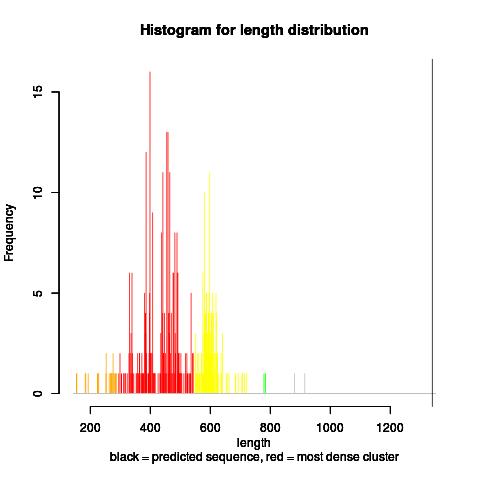 Histogram for length distribution
15
10
5
0
Frequency
200 400 600 800 1000 1200
length
black = predicted sequence, red = most dense cluster